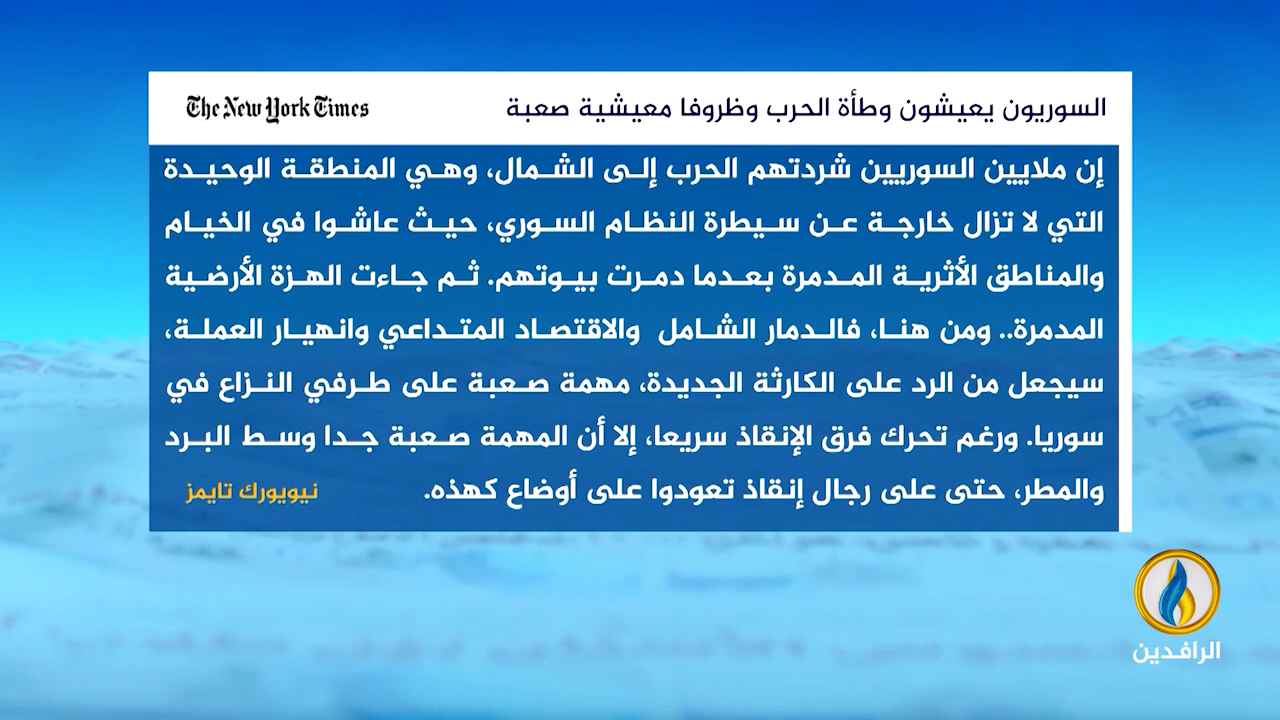 السوريون يعيشون وطأة الحرب وظروفا معيشية صعبة
The New York Times
إن ملايين السوريين شردتهم الحرب إلى الشمال، وهي المنطقة الوحيدة
التي لا تزال خارجة عن سيطرة النظام السوري، حيث عاشوا في الخيام
والمناطق الأثرية المدمرة بعدما دمرت بيوتهم. ثم جاءت الهزة الأرضية
المدمرة.. ومن هنا، فالدمار الشامل والاقتصاد المتداعي وانهيار العملة،
سيجعل من الرد على الكارثة الجديدة، مهمة صعبة على طرفي النزاع في
سوريا. ورغم تحرك فرق الإنقاذ سريعا، إلا أن المهمة صعبة جدا وسط البرد
والمطر، حتى على رجال إنقاذ تعودوا على أوضاع كهذه.
نيويورك تايمز
الرافدين